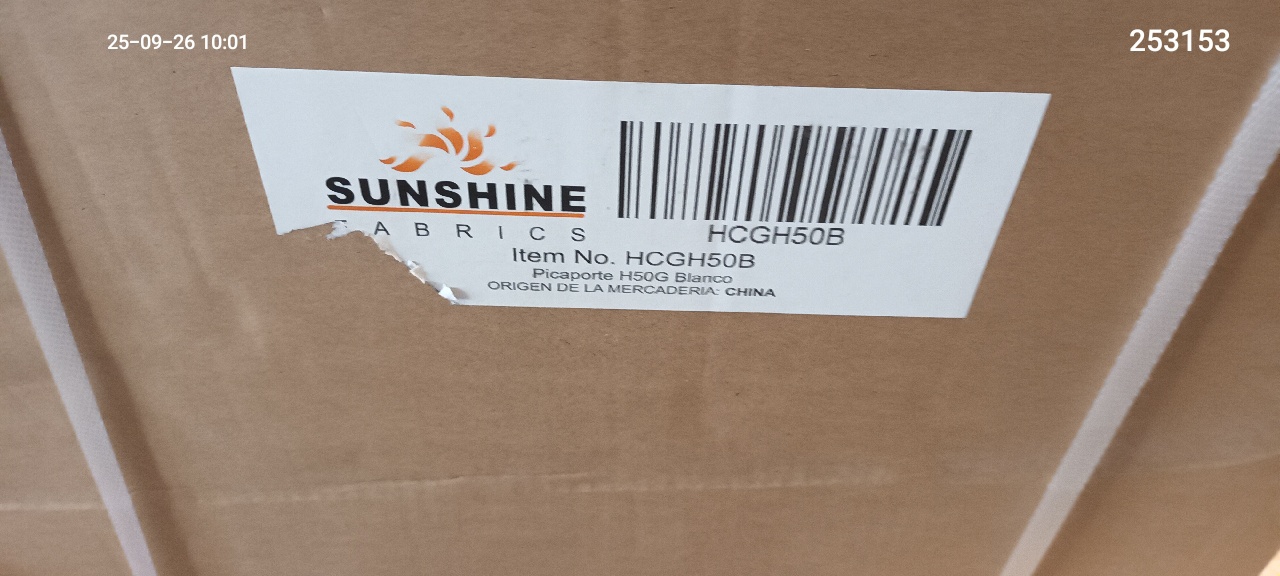 25-09-26 10:01
253153
SUNSHINE
FABRICS
HCGH50B
Item No. HCGH50B
Picaporte H50G Blanco
ORIGEN DE LA MERCADERIA: CHINA